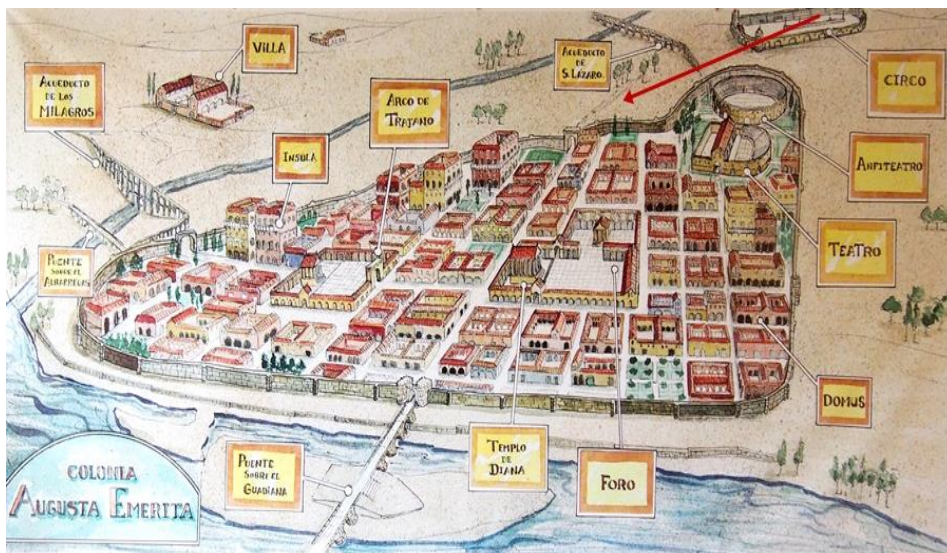 VILLA
ACUEDUCTO
DE
S. LÁZARO
CIRCO
ACUEDUCTO
DE LOS
MILAGROS
ARCO DE
TRAJANO
INSOLA
ANFITEATRO
TEATRO
PUENTE
SOBRE EL
ALBARREGAS
DOMUS
TEMPLO
DE
DIANA
FORO
PUENTE
SOBRE EL
GUADIANA
COLONIA
AUGUSTA EMERITA